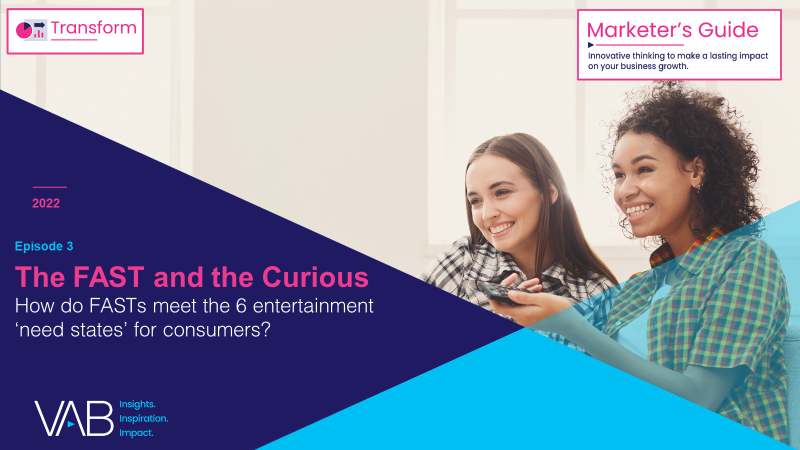 Transform
Marketer's Guide
Innovative thinking to make a lasting impact
on your business growth.
2022
Episode 3
The FAST and the Curious
How do FASTs meet the 6 entertainment
‘need states’ for consumers?
VAB
Insights.
Inspiration.
Impact.